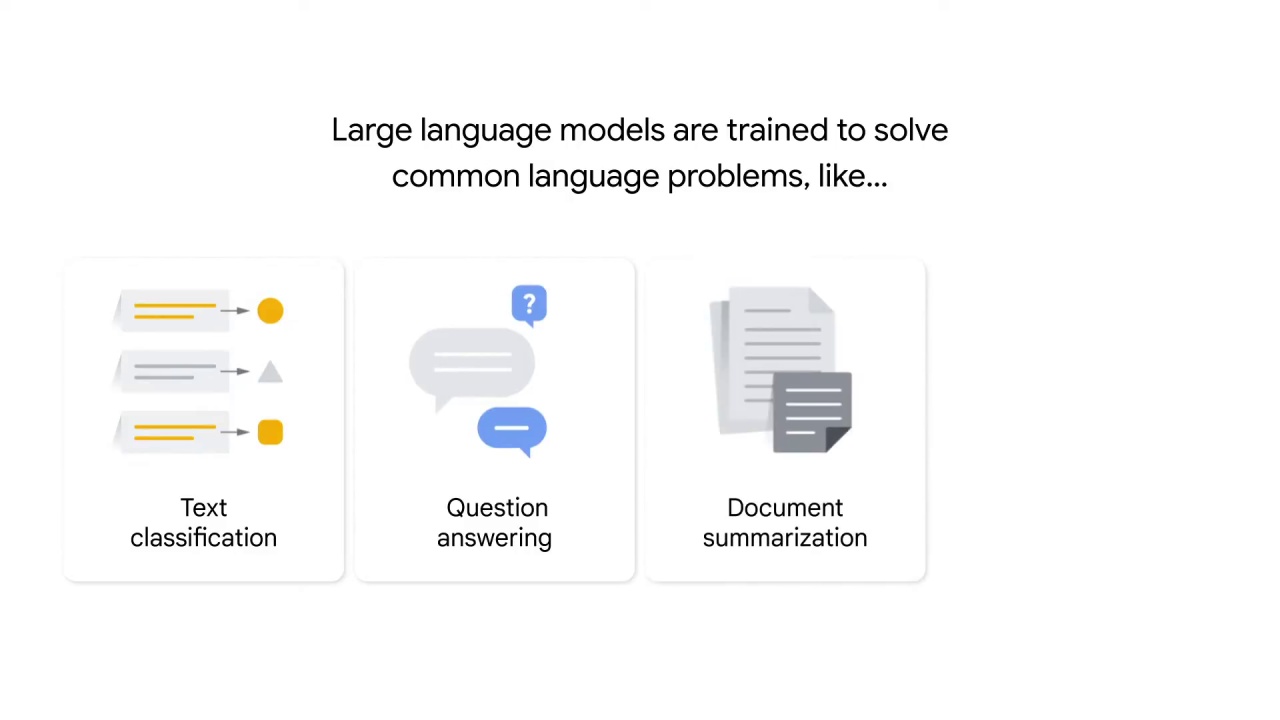 Large language models are trained to solve
common language problems, like...
?
Text
classification
Question
answering
Document
summarization